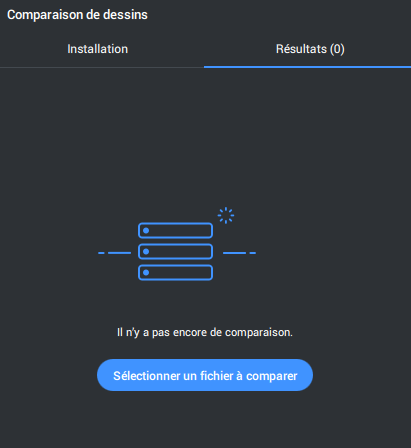 Comparaison de dessins
Installation
Résultats (0)
Il n'y a pas encore de comparaison.
Sélectionner un fichier à comparer